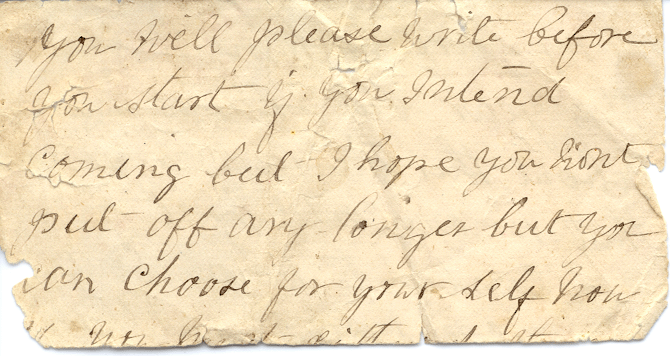 you will please write before
you start if you Intend
coming but I hope you dont
put off any longer but you
can choose for your self now
you